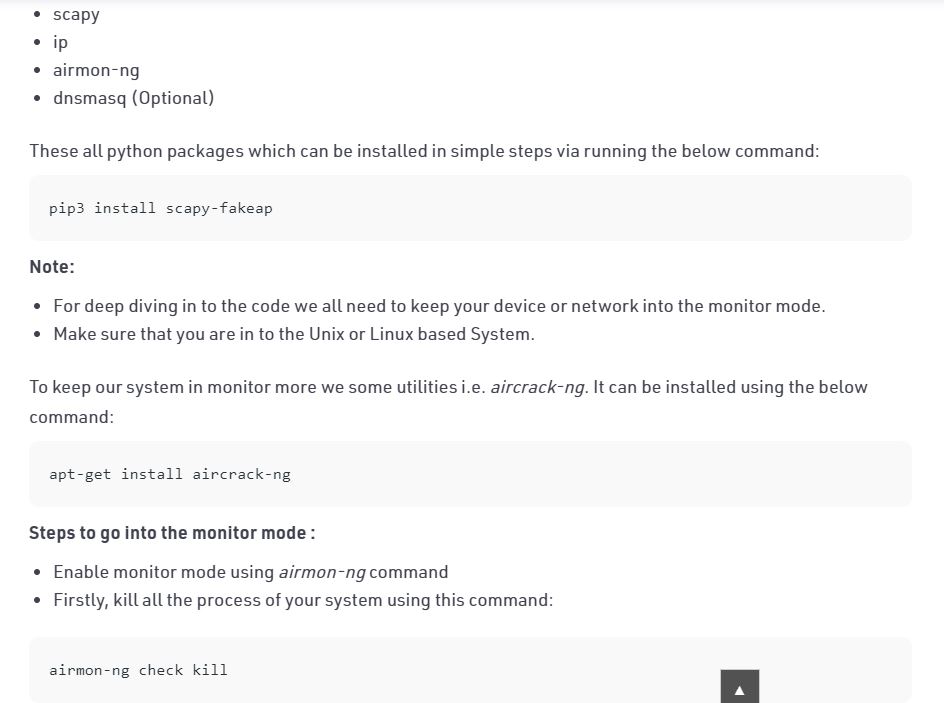 scapy
ip
airmon-ng
dnsmasq (Optional)
These all python packages which can be installed in simple steps via running the below command:
pip3 install scapy-fakeap
Note:
For deep diving in to the code we all need to keep your device or network into the monitor mode.
Make sure that you are in to the Unix or Linux based System.
To keep our system in monitor more we some utilities i.e. aircrack-ng. It can be installed using the below
command:
apt-get install aircrack-ng
Steps to go into the monitor mode :
Enable monitor mode using airmon-ng command
Firstly, kill all the process of your system using this command:
airmon-ng check kill